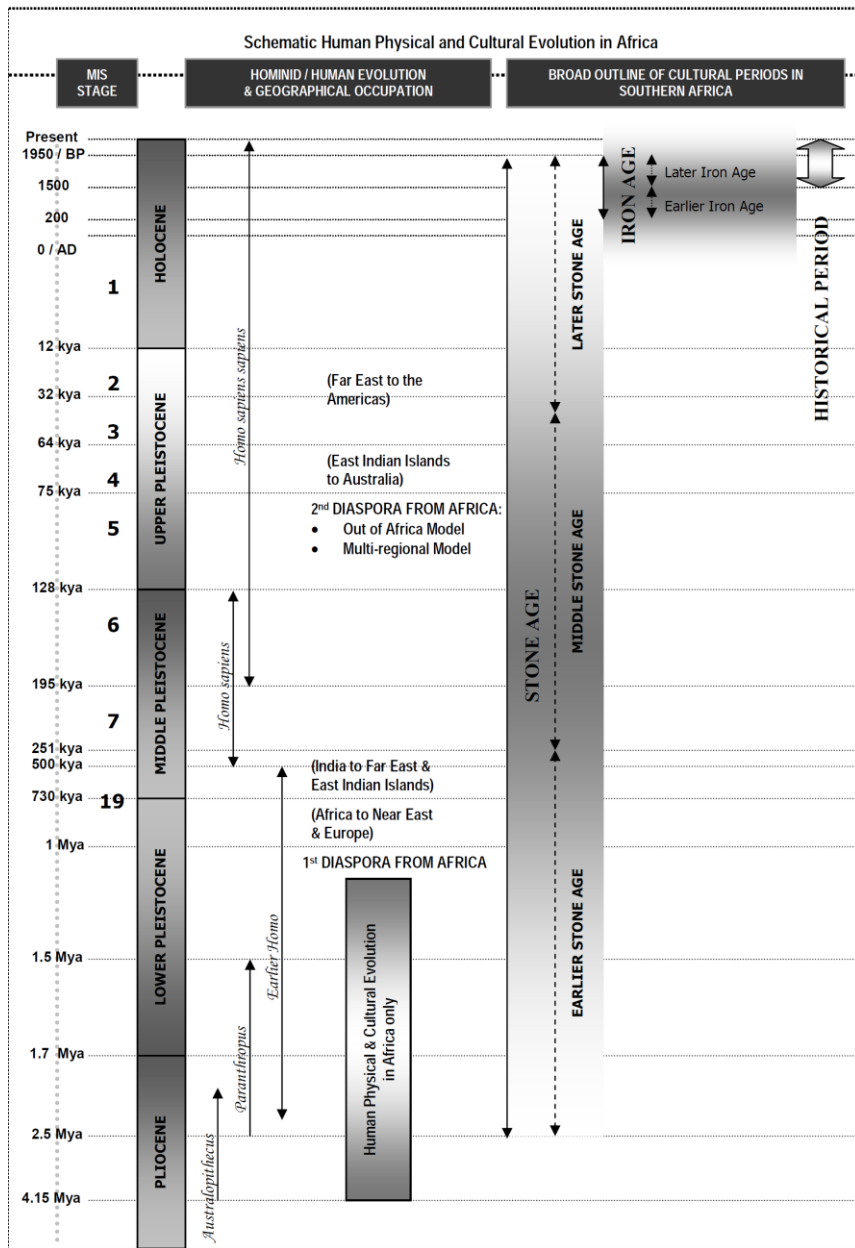 Schematic Human Physical and Cultural Evolution in Africa
MIS
STAGE
HOMINID / HUMAN EVOLUTION
& GEOGRAPHICAL OCCUPATION
BROAD OUTLINE OF CULTURAL PERIODS IN
SOUTHERN AFRICA
Present
1950 / BP
1500
200
0 / AD
12 kya
32 kya
64 kya
75 kya
128 kya
195 kya
251 kya
500 kya
730 kya
1 Mya
1.5 Mya
1.7 Mya
2.5 Mya
4.15 Mya
1
2
3
4
5
6
7
19
HOLOCENE
UPPER PLEISTOCENE
MIDDLE PLEISTOCENE
LOWER PLEISTOCENE
PLIOCENE
Homo sapiens sapiens
Homo sapiens
Earlier Homo
Paranthropus
Australopithecus
(Far East to the
Americas)
(East Indian Islands
to Australia)
2nd DIASPORA FROM AFRICA:
• Out of Africa Model
• Multi-regional Model
(India to Far East &
East Indian Islands)
(Africa to Near East
& Europe)
1st DIASPORA FROM AFRICA
Human Physical & Cultural Evolution
in Africa only
STONE AGE
LATER STONE AGE
MIDDLE STONE AGE
EARLIER STONE AGE
IRON AGE
Later Iron Age
Earlier Iron Age
HISTORICAL PERIOD